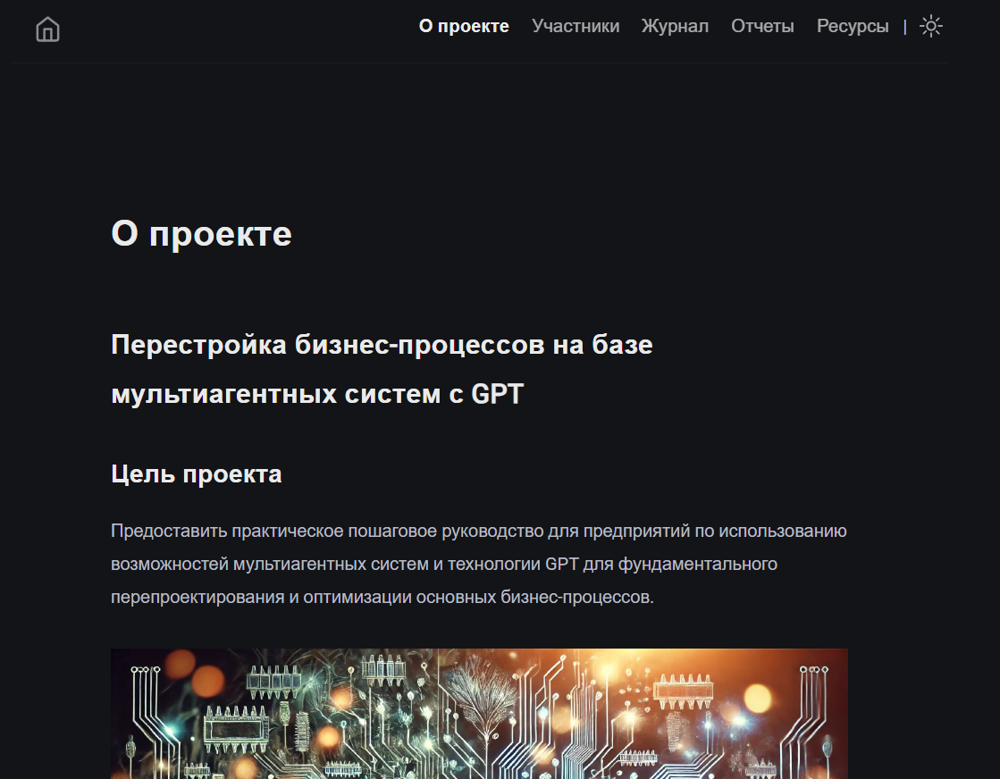 О проекте Участники Журнал Отчеты Ресурсы |
О проекте
Перестройка бизнес-процессов на базе
мультиагентных систем с GPT
Цель проекта
Предоставить практическое пошаговое руководство для предприятий по использованию
возможностей мультиагентных систем и технологии GPT для фундаментального
перепроектирования и оптимизации основных бизнес-процессов.